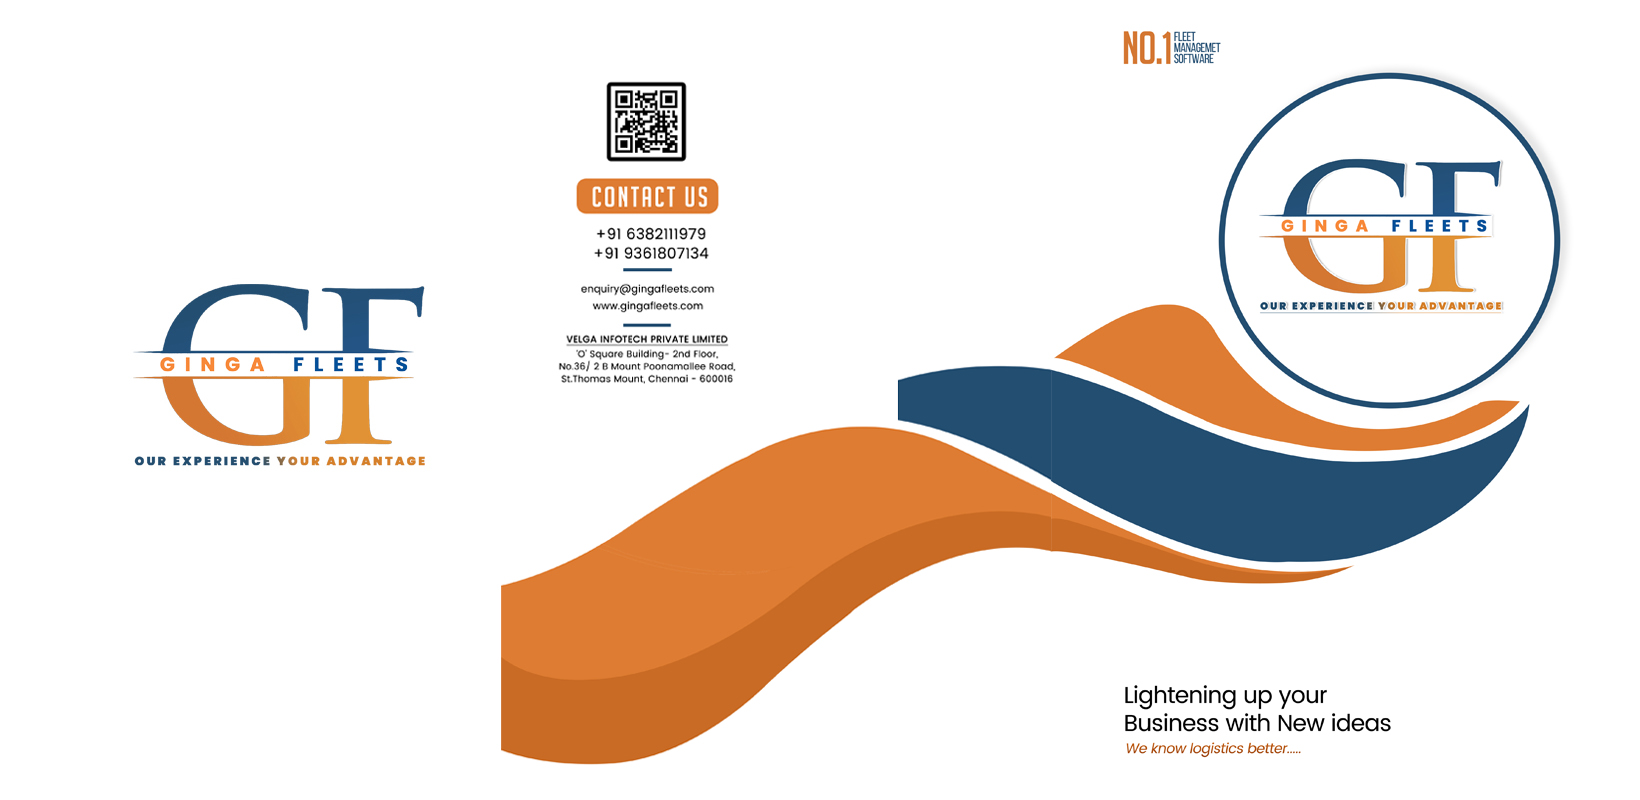 GF
GINGA FLEETS
OUR EXPERIENCE YOUR ADVANTAGE
CONTACT US
+91 6382111979
+91 9361807134
enquiry@gingafleets.com
www.gingafleets.com
VELGA INFOTECH PRIVATE LIMITED
'O' Square Building- 2nd Floor,
No.36/ 2 B Mount Poonamallee Road,
St.Thomas Mount, Chennai - 600016
NO.1 FLEET
MANAGEMET
SOFTWARE
GF
GINGA FLEETS
OUR EXPERIENCE YOUR ADVANTAGE
Lightening up your
Business with New ideas
We know logistics better.....